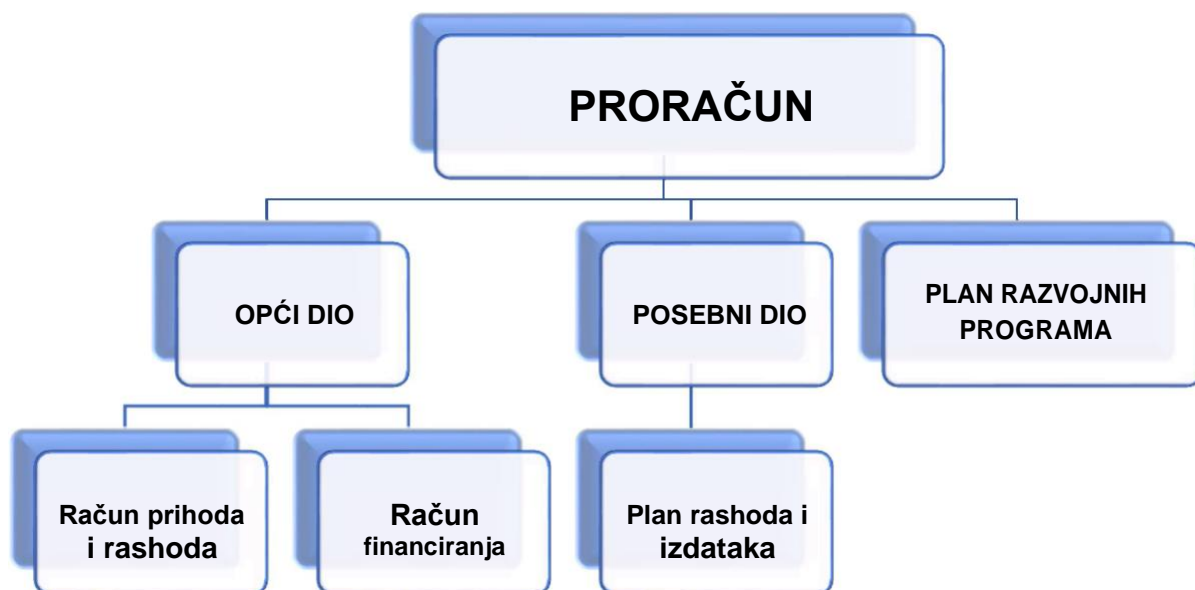 PRORAČUN
OPĆI DIO
POSEBNI DIO
PLAN RAZVOJNIH
PROGRAMA
Račun prihoda
i rashoda
Račun
financiranja
Plan rashoda i
izdataka